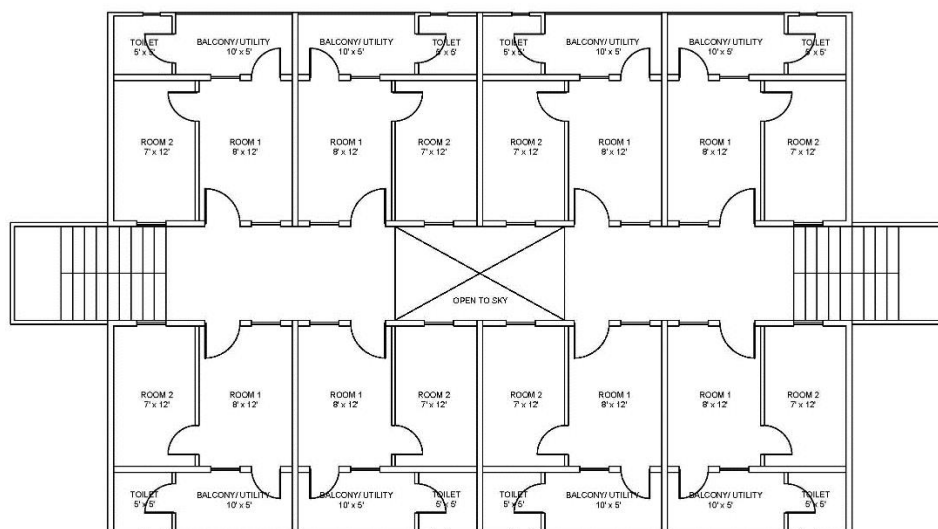 TOILET
5' x 5'
BALCONY/ UTILITY
10' x 5'
BALCONY/ UTILITY
10' x 5'
TOILET
5' x 5'
TOILET
5' x 5'
BALCONY/ UTILITY
10' x 5'
BALCONY/ UTILITY
10' x 5'
TOILET
5' x 5'
ROOM 2
7' x 12'
ROOM 1
8' x 12'
ROOM 1
8' x 12'
ROOM 2
7' x 12'
ROOM 2
7' x 12'
ROOM 1
8' x 12'
ROOM 1
8' x 12'
ROOM 2
7' x 12'
OPEN TO SKY
ROOM 2
7' x 12'
ROOM 1
8' x 12'
ROOM 1
8' x 12'
ROOM 2
7' x 12'
ROOM 2
7' x 12'
ROOM 1
8' x 12'
ROOM 1
8' x 12'
ROOM 2
7' x 12'
TOILET
5' x 5'
BALCONY/ UTILITY
10' x 5'
BALCONY/ UTILITY
10' x 5'
TOILET
5' x 5'
TOILET
5' x 5'
BALCONY/ UTILITY
10' x 5'
BALCONY/ UTILITY
10' x 5'
TOILET
5' x 5'